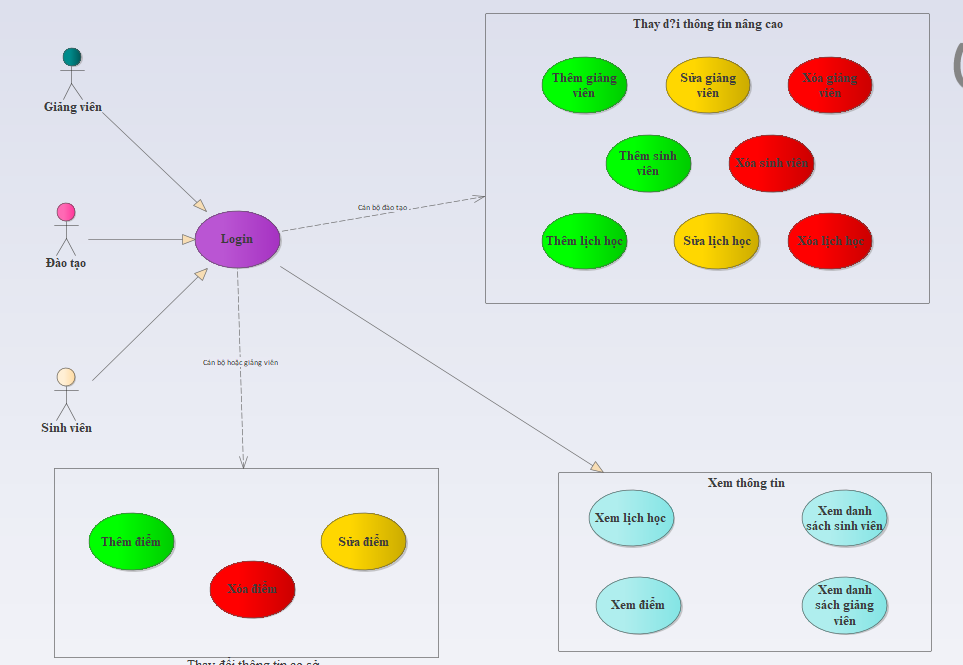 Thay d?i thông tin nâng cao
Thêm giảng
viên
Sửa giảng
viên
Xóa giảng
viên
Thêm sinh
viên
Xóa sinh viên
Thêm lịch học
Sửa lịch học
Xóa lịch học
Giảng viên
Đào tạo
Sinh viên
Login
Cán bộ đào tạo
Cán bộ hoặc giảng viên
Thêm điểm
Sửa điểm
Xóa điểm
Thay đổi thông tin cơ sở
Xem thông tin
Xem lịch học
Xem danh
sách sinh viên
Xem điểm
Xem danh
sách giảng
viên